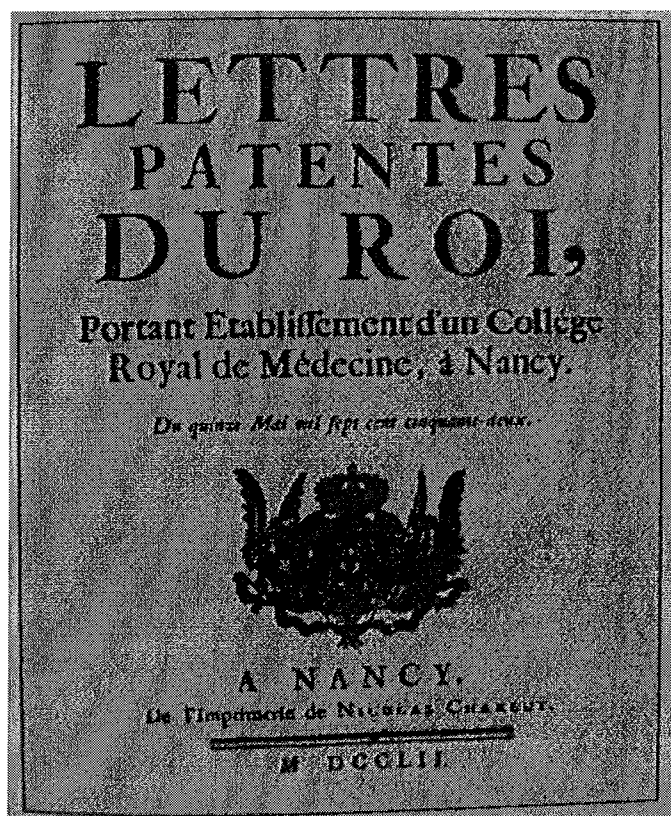 LETTRES
PATENTES
DU ROI,
Portant Etablissement d'un College
Royal de Médecine, à Nancy.
Du quinze Mai mil sept cent cinquante-deux.
A NANCY,
De l'Imprimerie de NICOLAS CHARLOT.
M DCCLII.